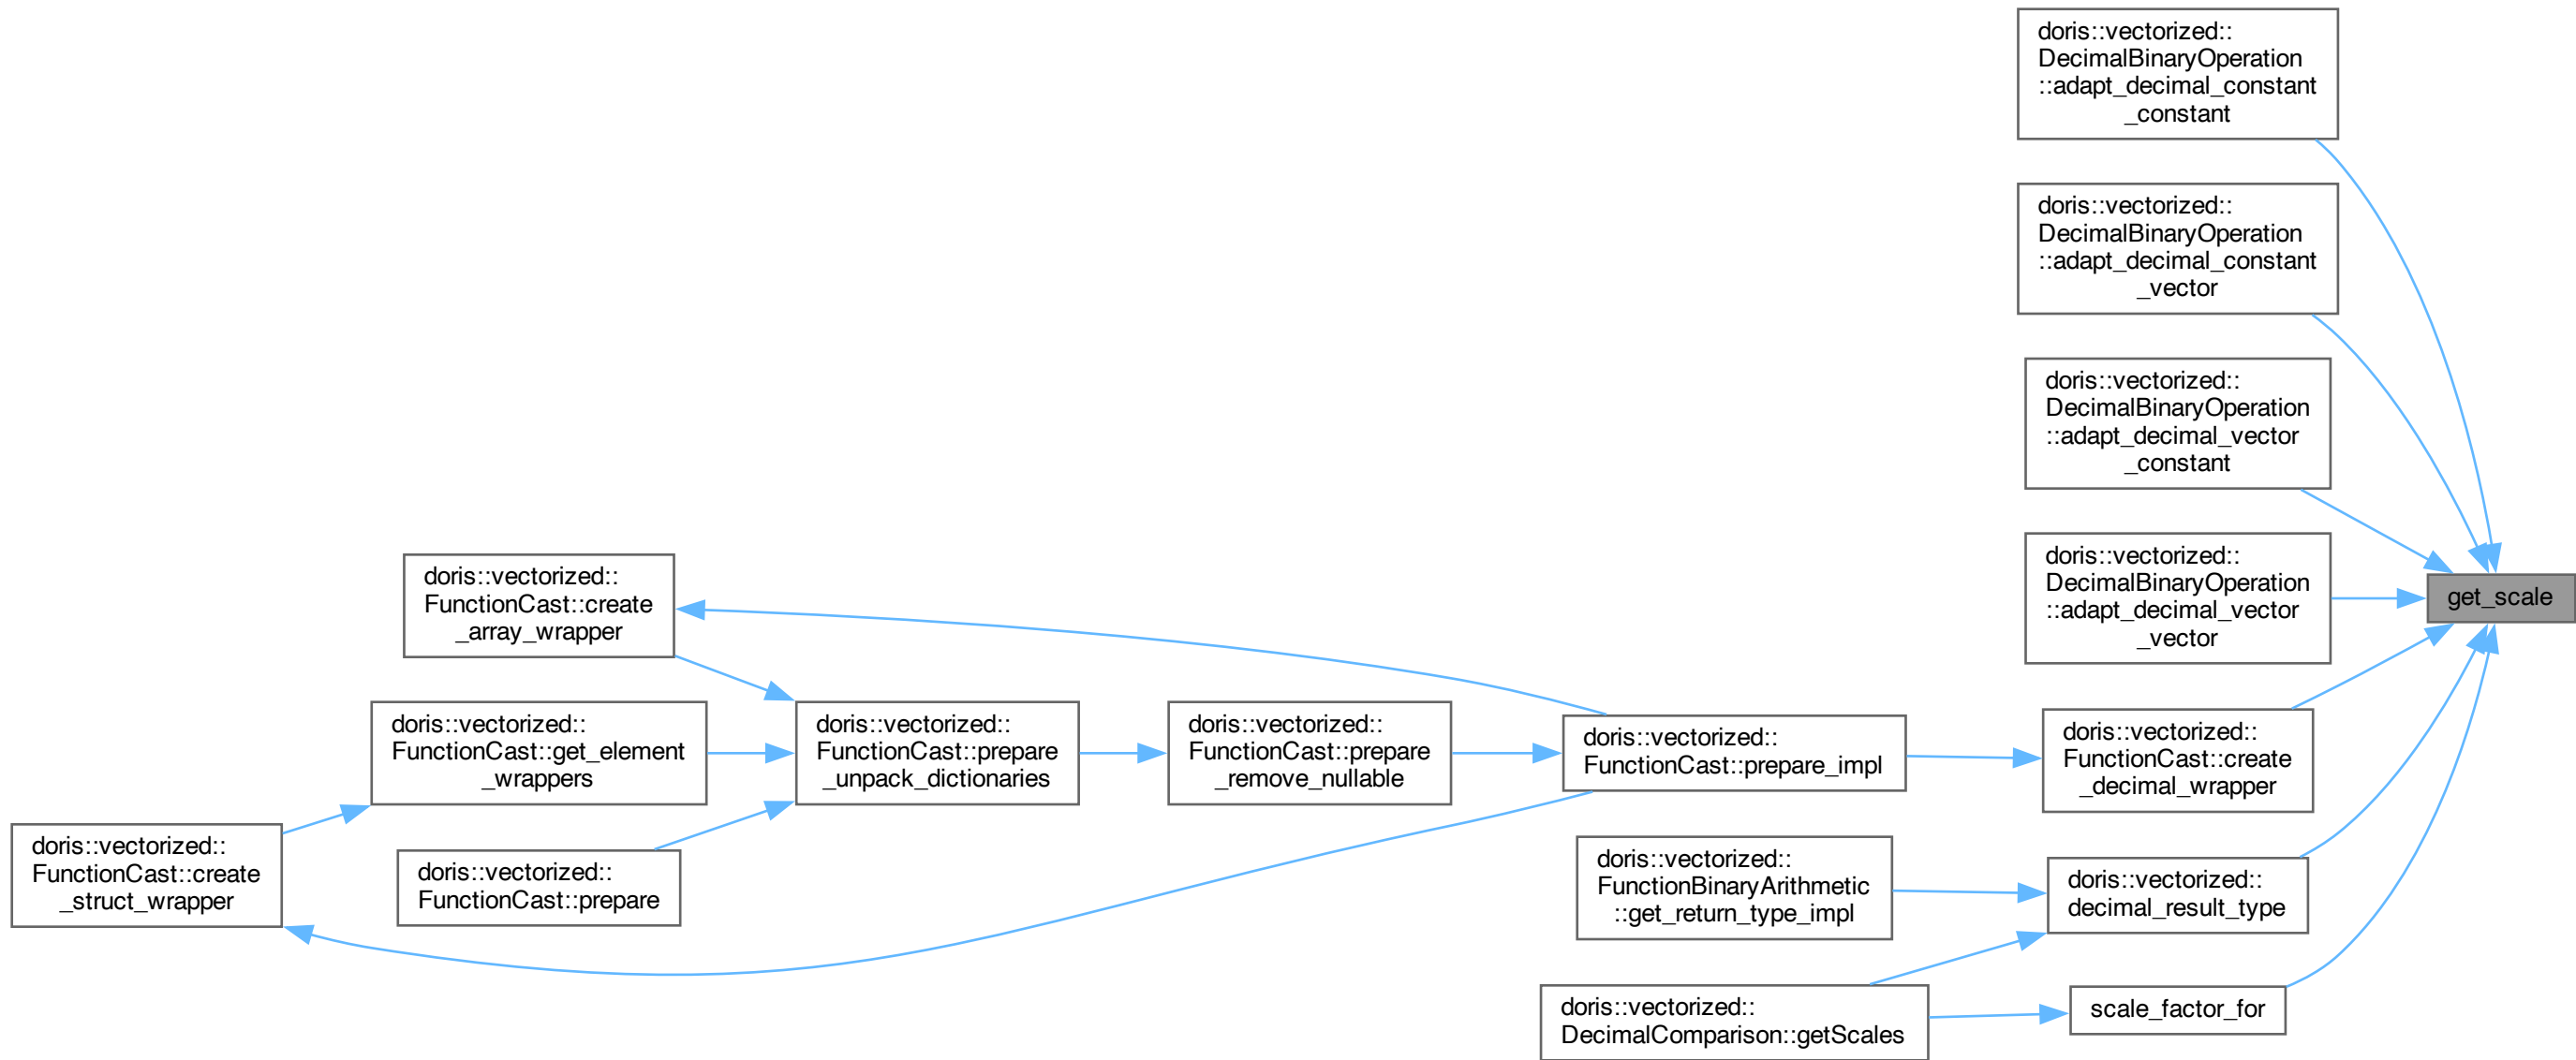 doris::vectorized::
DecimalBinaryOperation
::adapt_decimal_constant
_constant
doris::vectorized::
DecimalBinaryOperation
::adapt_decimal_constant
_vector
doris::vectorized::
DecimalBinaryOperation
::adapt_decimal_vector
_constant
doris::vectorized::
DecimalBinaryOperation
::adapt_decimal_vector
_vector
get_scale
doris::vectorized::
FunctionCast::create
_array_wrapper
doris::vectorized::
FunctionCast::get_element
_wrappers
doris::vectorized::
FunctionCast::prepare
_unpack_dictionaries
doris::vectorized::
FunctionCast::prepare
_remove_nullable
doris::vectorized::
FunctionCast::prepare_impl
doris::vectorized::
FunctionCast::create
_decimal_wrapper
doris::vectorized::
FunctionCast::create
_struct_wrapper
doris::vectorized::
FunctionCast::prepare
doris::vectorized::
FunctionBinaryArithmetic
::get_return_type_impl
doris::vectorized::
decimal_result_type
doris::vectorized::
DecimalComparison::getScales
scale_factor_for